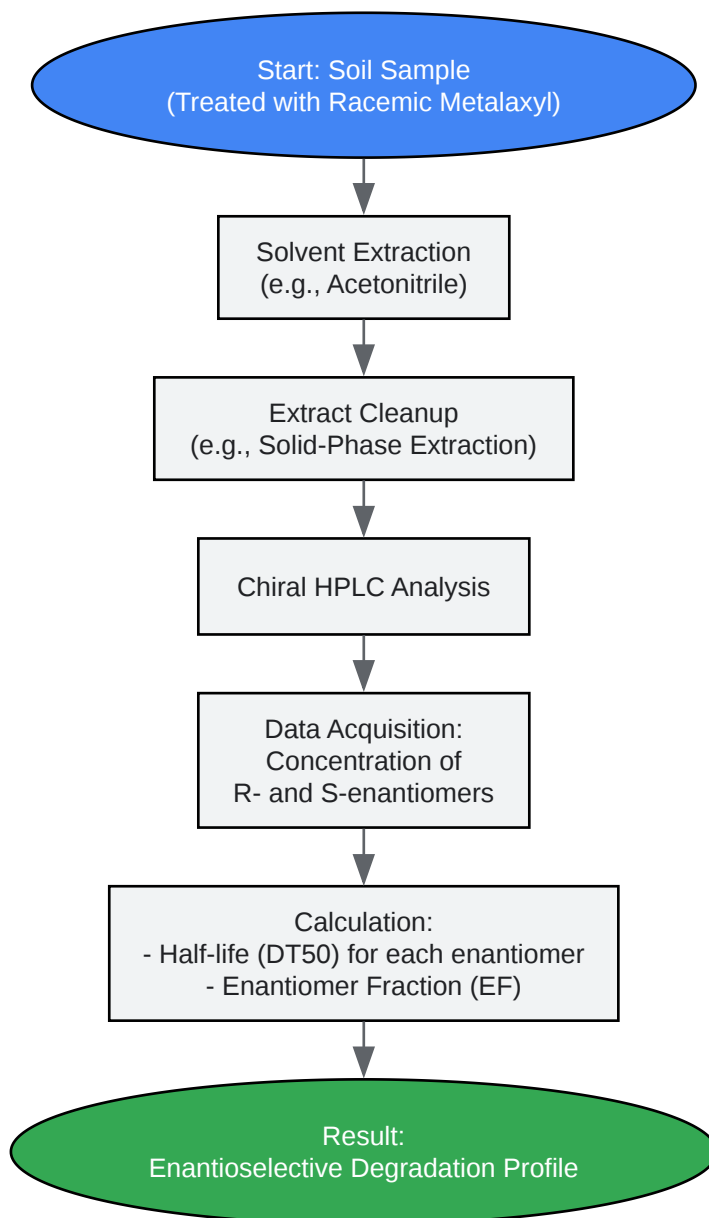 Start: Soil Sample
(Treated with Racemic Metalaxyl)
Solvent Extraction
(e.g., Acetonitrile)
Extract Cleanup
(e.g., Solid-Phase Extraction)
Chiral HPLC Analysis
Data Acquisition:
Concentration of
R- and S-enantiomers
Calculation:
- Half-life (DT50) for each enantiomer
- Enantiomer Fraction (EF)
Result:
Enantioselective Degradation Profile